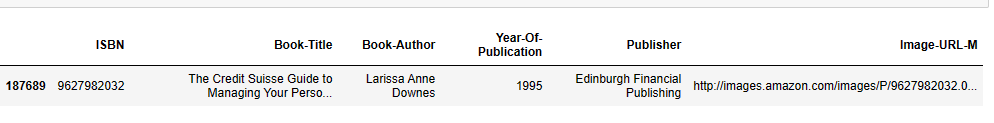 ISBN Book-Title Book-Author Year-Of-Publication Publisher Image-URL-M
187689 9627982032 The Credit Suisse Guide to Managing Your Perso... Larissa Anne Downes 1995 Edinburgh Financial Publishing http://images.amazon.com/images/P/9627982032.0...